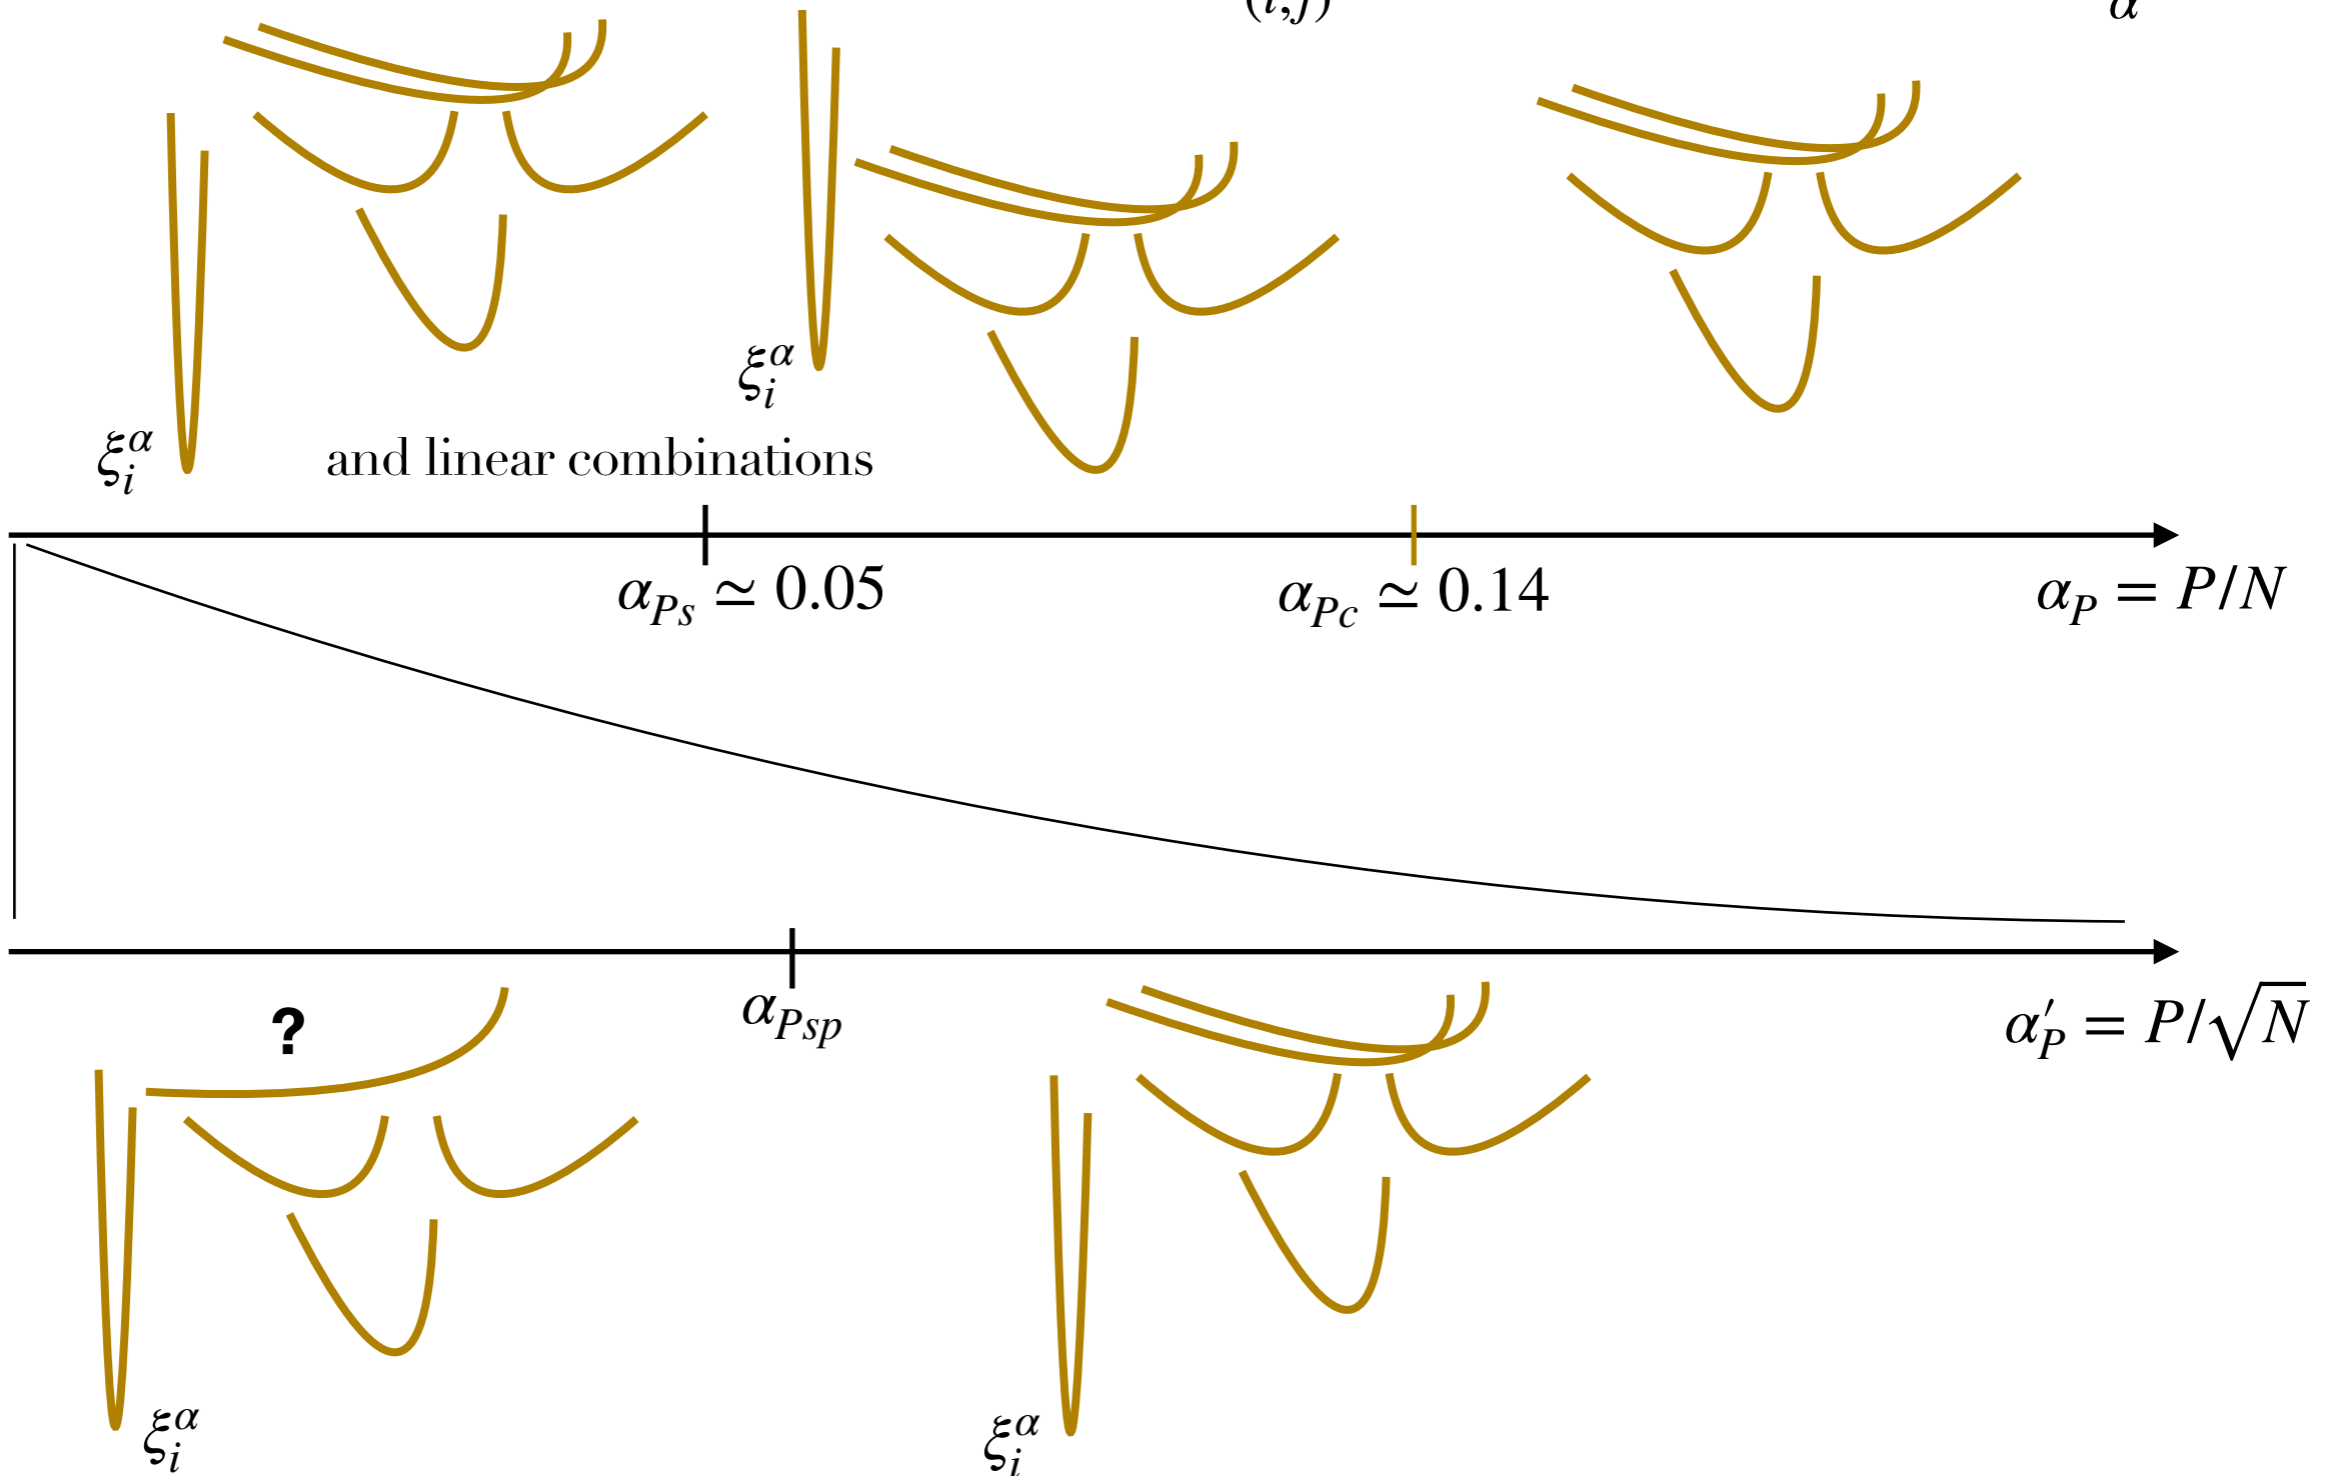 (i,j)
α
ξ_i^α
ξ_i^α
and linear combinations
α_{Ps} ≃ 0.05
α_{Pc} ≃ 0.14
α_P = P/N
?
α_{Psp}
α′_P = P/√N
ξ_i^α
ξ_i^α